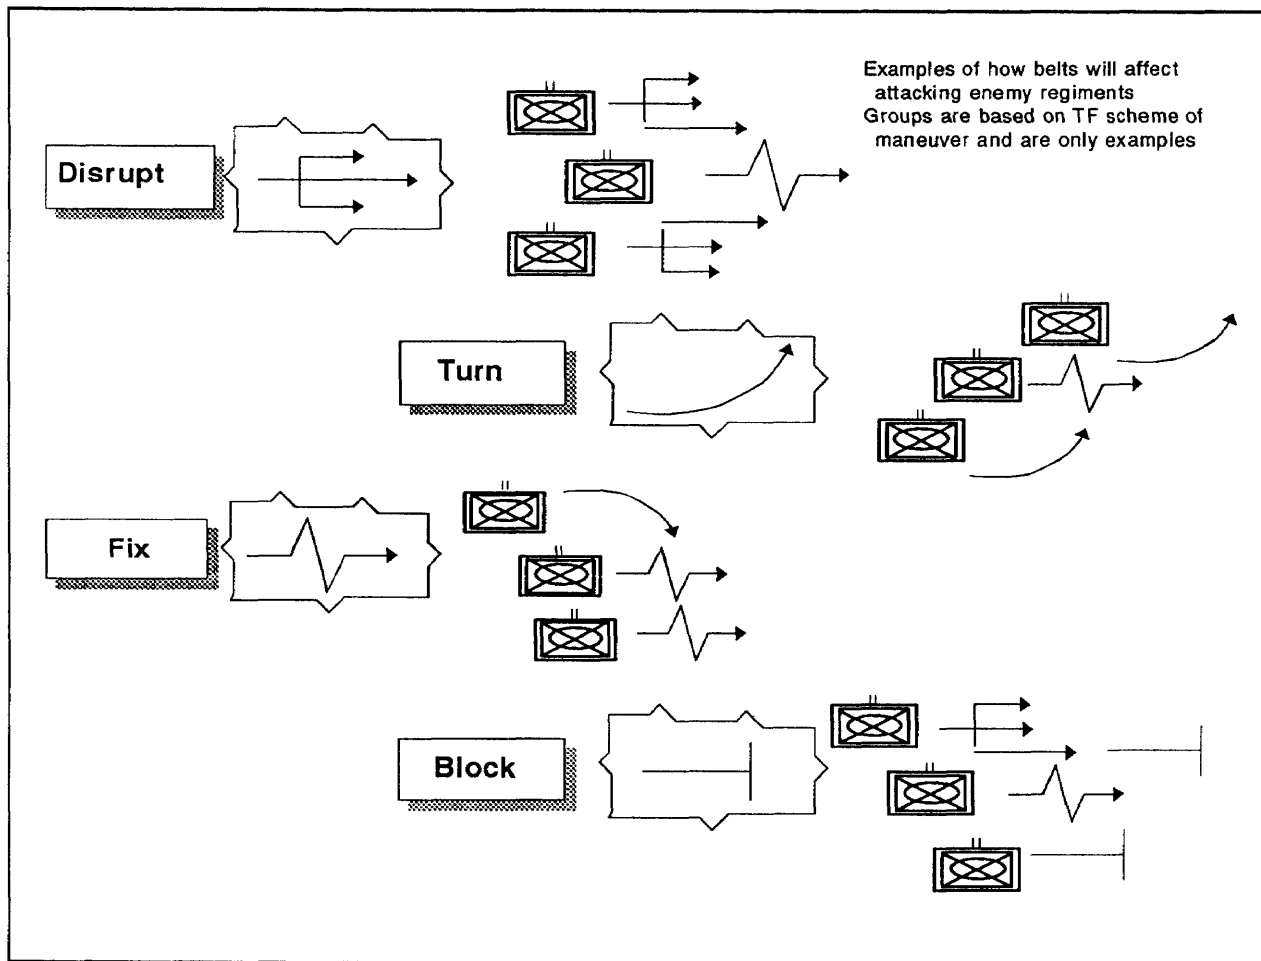 Examples of how belts will affect
attacking enemy regiments
Groups are based on TF scheme of
maneuver and are only examples
Disrupt
Turn
Fix
Block